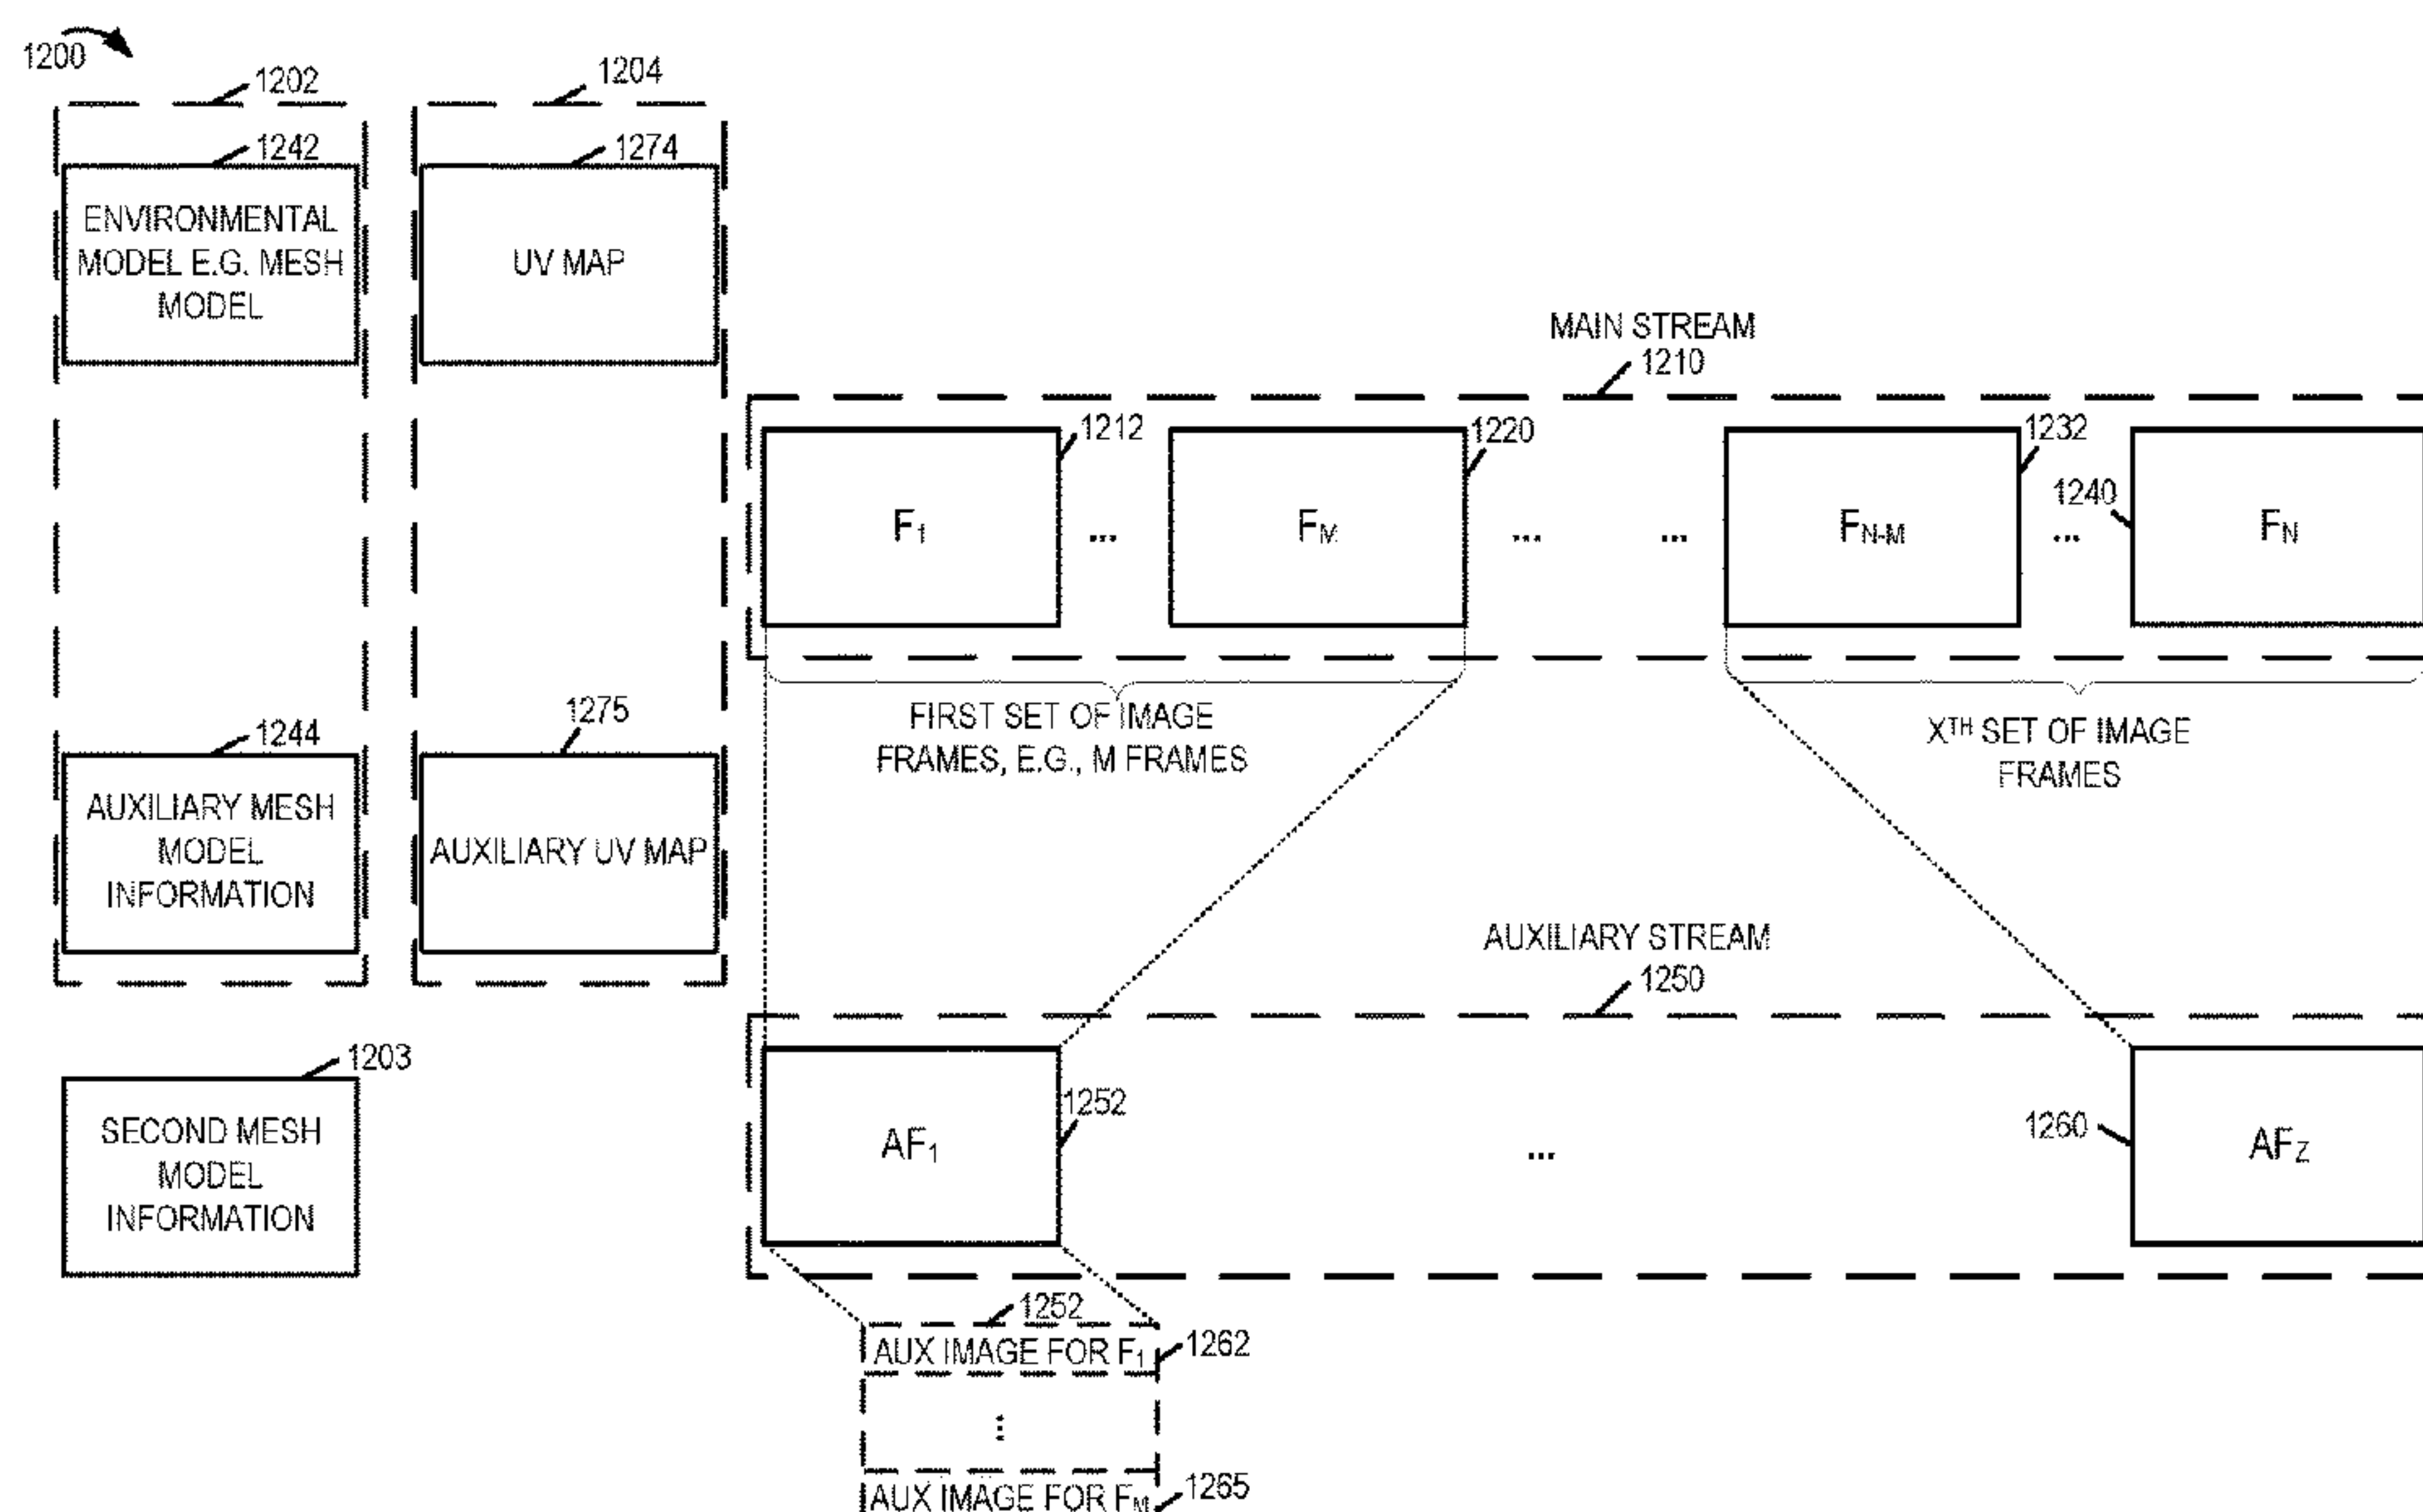 1200
1202
1204
1242
1274
ENVIRONMENTAL
MODEL E.G. MESH
MODEL
UV MAP
MAIN STREAM
1210
1212
1220
1232
1240
F1
...
FM
...
...
FN-M
...
FN
FIRST SET OF IMAGE
FRAMES, E.G., M FRAMES
XTH SET OF IMAGE
FRAMES
1244
1275
AUXILIARY MESH
MODEL
INFORMATION
AUXILIARY UV MAP
AUXILIARY STREAM
1250
1203
SECOND MESH
MODEL
INFORMATION
AF1
1252
...
1260
AFZ
1252
AUX IMAGE FOR F1
1262
...
AUX IMAGE FOR FM
1265